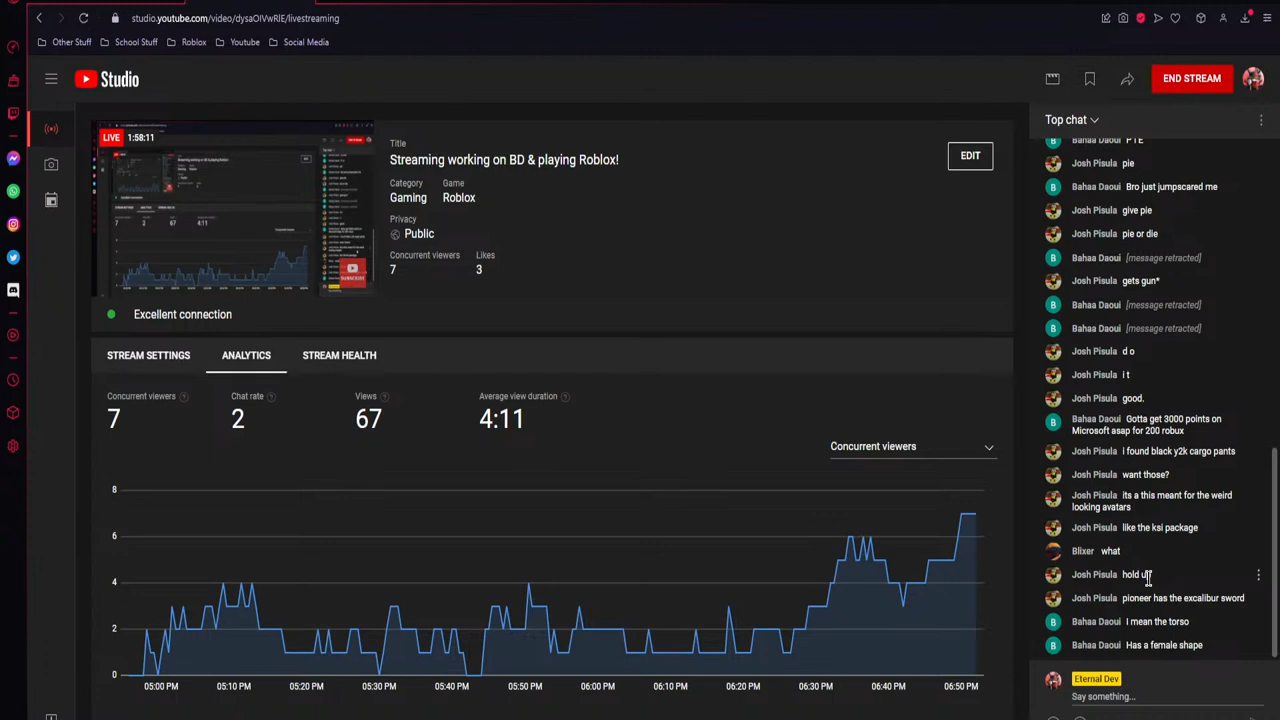 studio.youtube.com/video/dysaOIVwRlE/livestreaming
Other Stuff
School Stuff
Roblox
Youtube
Social Media
Studio
END STREAM
LIVE
1:58:11
Title
Streaming working on BD & playing Roblox!
EDIT
Category
Game
Gaming
Roblox
Privacy
Public
Concurrent viewers
Likes
7
3
Excellent connection
STREAM SETTINGS
ANALYTICS
STREAM HEALTH
Concurrent viewers
Chat rate
Views
Average view duration
7
2
67
4:11
Concurrent viewers
8
6
4
2
0
05:00 PM
05:10 PM
05:20 PM
05:30 PM
05:40 PM
05:50 PM
06:00 PM
06:10 PM
06:20 PM
06:30 PM
06:40 PM
06:50 PM
Top chat
Bahaa Daoui PTE
Josh Pisula pie
Bahaa Daoui Bro just jumpscared me
Josh Pisula give pie
Josh Pisula pie or die
Bahaa Daoui [message retracted]
Josh Pisula gets gun*
Bahaa Daoui [message retracted]
Bahaa Daoui [message retracted]
Josh Pisula d o
Josh Pisula i t
Josh Pisula good.
Bahaa Daoui Gotta get 3000 points on
Microsoft asap for 200 robux
Josh Pisula i found black y2k cargo pants
Josh Pisula want those?
Josh Pisula its a this meant for the weird
looking avatars
Josh Pisula like the ksi package
Blixer what
Josh Pisula hold up
Josh Pisula pioneer has the excalibur sword
Bahaa Daoui I mean the torso
Bahaa Daoui Has a female shape
Eternal Dev
Say something...